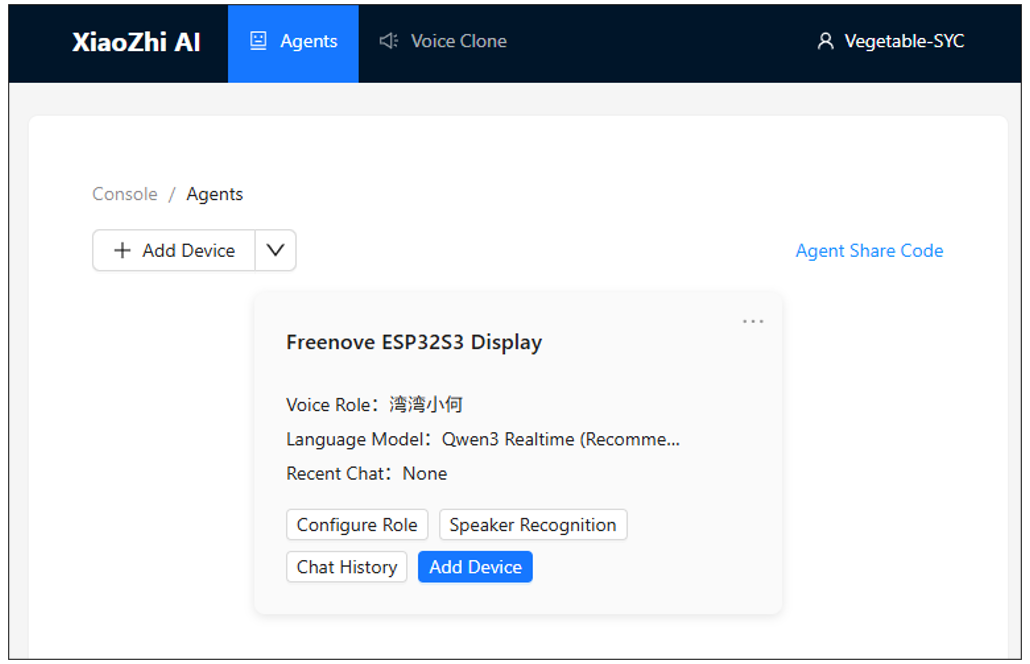 XiaoZhi AI
Agents
Voice Clone
Vegetable-SYC
Console / Agents
+ Add Device
Agent Share Code
...
Freenove ESP32S3 Display
Voice Role：湾湾小何
Language Model：Qwen3 Realtime (Recomme...
Recent Chat：None
Configure Role
Speaker Recognition
Chat History
Add Device